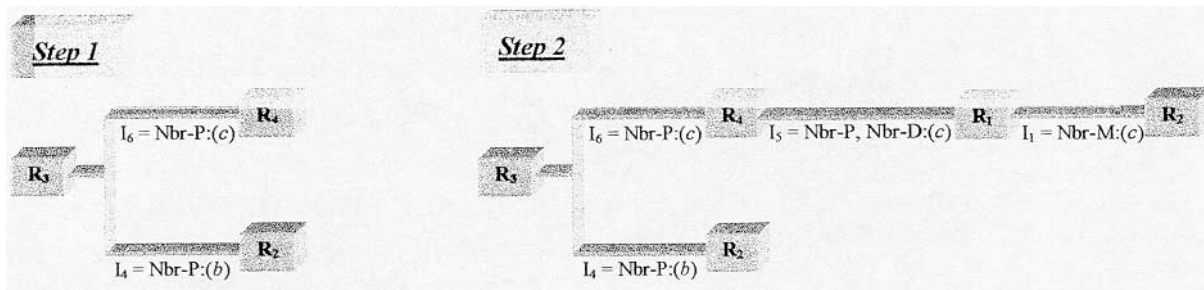 Step 1
R₄
I₆ = Nbr-P:(c)
R₃
R₂
I₄ = Nbr-P:(b)
Step 2
R₄
R₁
R₂
I₆ = Nbr-P:(c)
I₅ = Nbr-P, Nbr-D:(c)
I₁ = Nbr-M:(c)
R₃
R₂
I₄ = Nbr-P:(b)